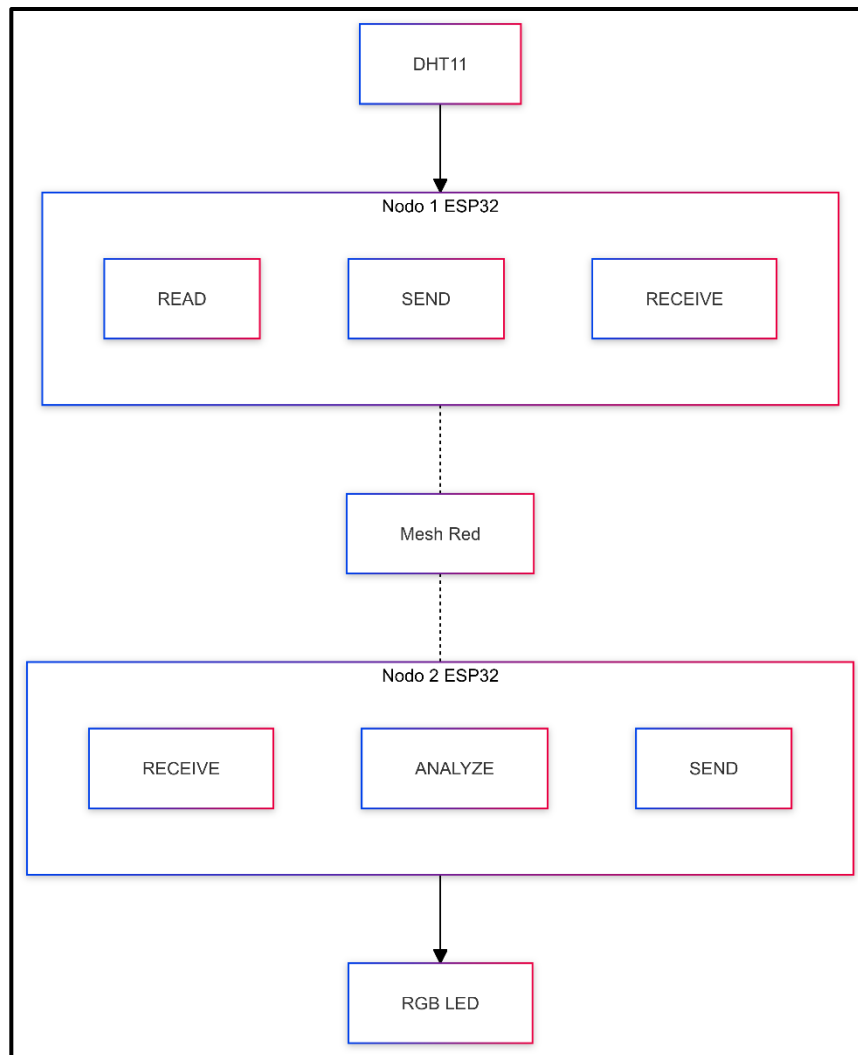 DHT11
Nodo 1 ESP32
READ
SEND
RECEIVE
Mesh Red
Nodo 2 ESP32
RECEIVE
ANALYZE
SEND
RGB LED